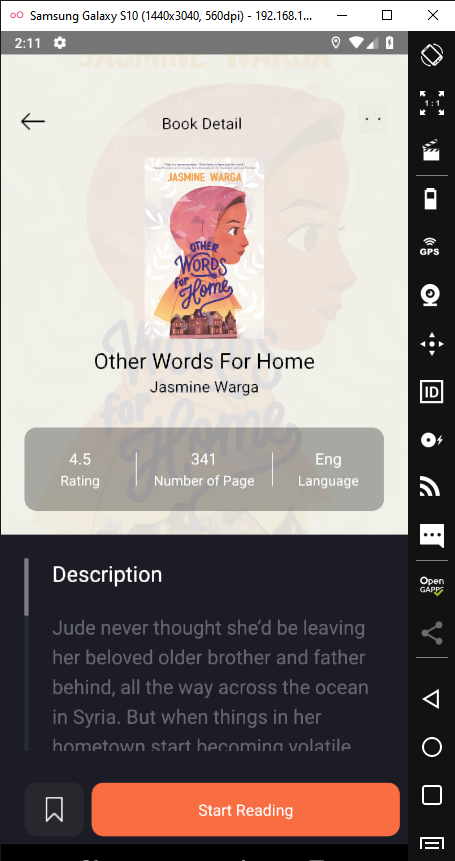 Samsung Galaxy S10 (1440x3040, 560dpi) - 192.168.1...
2:11
Book Detail
JASMINE WARGA
OTHER
WORDS
for
Home
Other Words For Home
Jasmine Warga
4.5
341
Eng
Rating
Number of Page
Language
Description
Jude never thought she'd be leaving
her beloved older brother and father
behind, all the way across the ocean
in Syria. But when things in her
hometown start becoming volatile
Start Reading
1:1
GPS
ID
Open
GAPPS